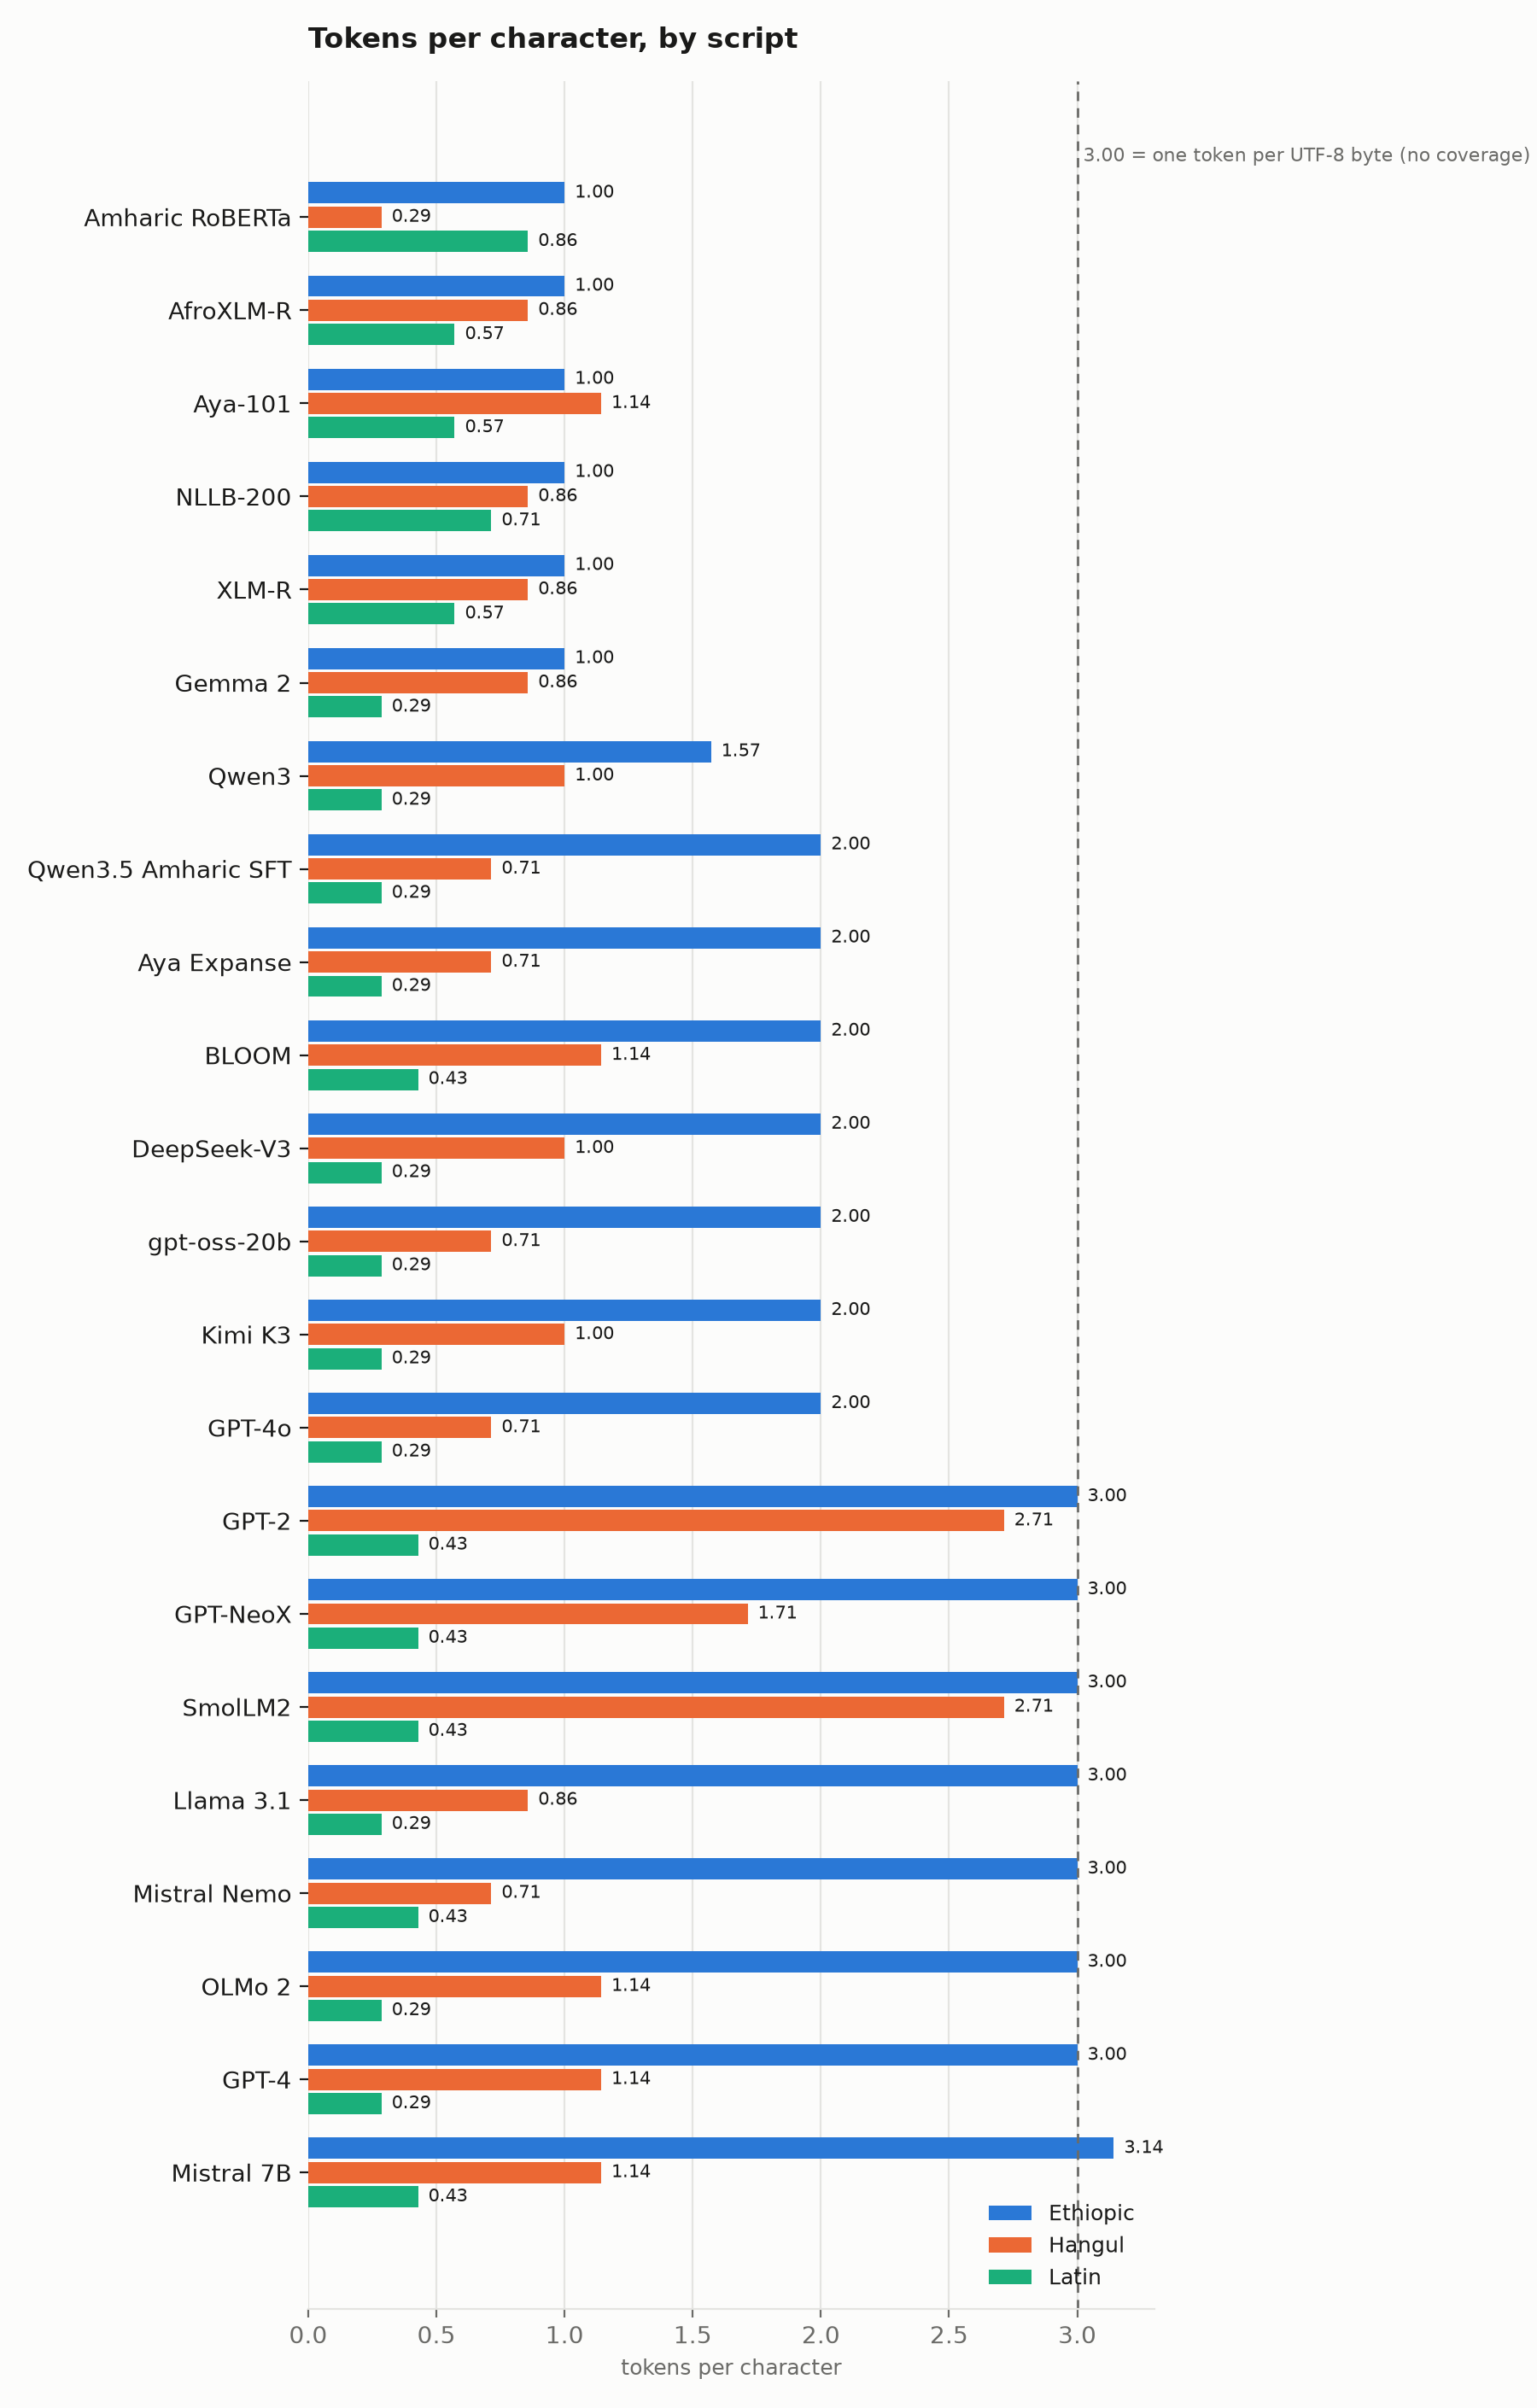 Tokens per character, by script
3.00 = one token per UTF-8 byte (no coverage)
Amharic RoBERTa
1.00
0.29
0.86
AfroXLM-R
1.00
0.86
0.57
Aya-101
1.00
1.14
0.57
NLLB-200
1.00
0.86
0.71
XLM-R
1.00
0.86
0.57
Gemma 2
1.00
0.86
0.29
Qwen3
1.57
1.00
0.29
Qwen3.5 Amharic SFT
2.00
0.71
0.29
Aya Expanse
2.00
0.71
0.29
BLOOM
2.00
1.14
0.43
DeepSeek-V3
2.00
1.00
0.29
gpt-oss-20b
2.00
0.71
0.29
Kimi K3
2.00
1.00
0.29
GPT-4o
2.00
0.71
0.29
GPT-2
3.00
2.71
0.43
GPT-NeoX
3.00
1.71
0.43
SmolLM2
3.00
2.71
0.43
Llama 3.1
3.00
0.86
0.29
Mistral Nemo
3.00
0.71
0.43
OLMo 2
3.00
1.14
0.29
GPT-4
3.00
1.14
0.29
Mistral 7B
3.14
1.14
0.43
Ethiopic
Hangul
Latin
0.0 0.5 1.0 1.5 2.0 2.5 3.0
tokens per character